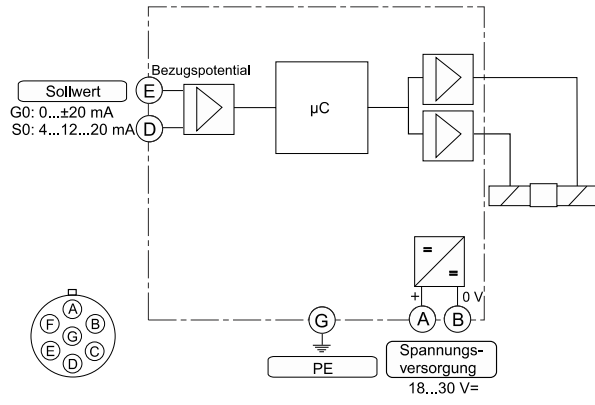 Bezugspotential
E
Sollwert
G0: 0...±20 mA
S0: 4...12...20 mA
D
µC
=
=
+
0 V
A
B
G
PE
Spannungs-
versorgung
18...30 V=
A
F
B
G
E
C
D